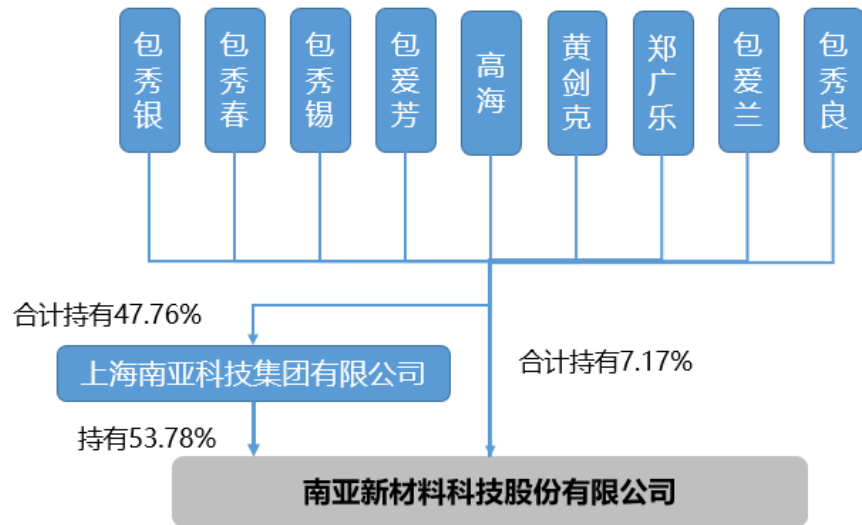 包秀银
包秀春
包秀锡
包爱芳
高海
黄剑克
郑广乐
包爱兰
包秀良
合计持有47.76%
上海南亚科技集团有限公司
合计持有7.17%
持有53.78%
南亚新材料科技股份有限公司